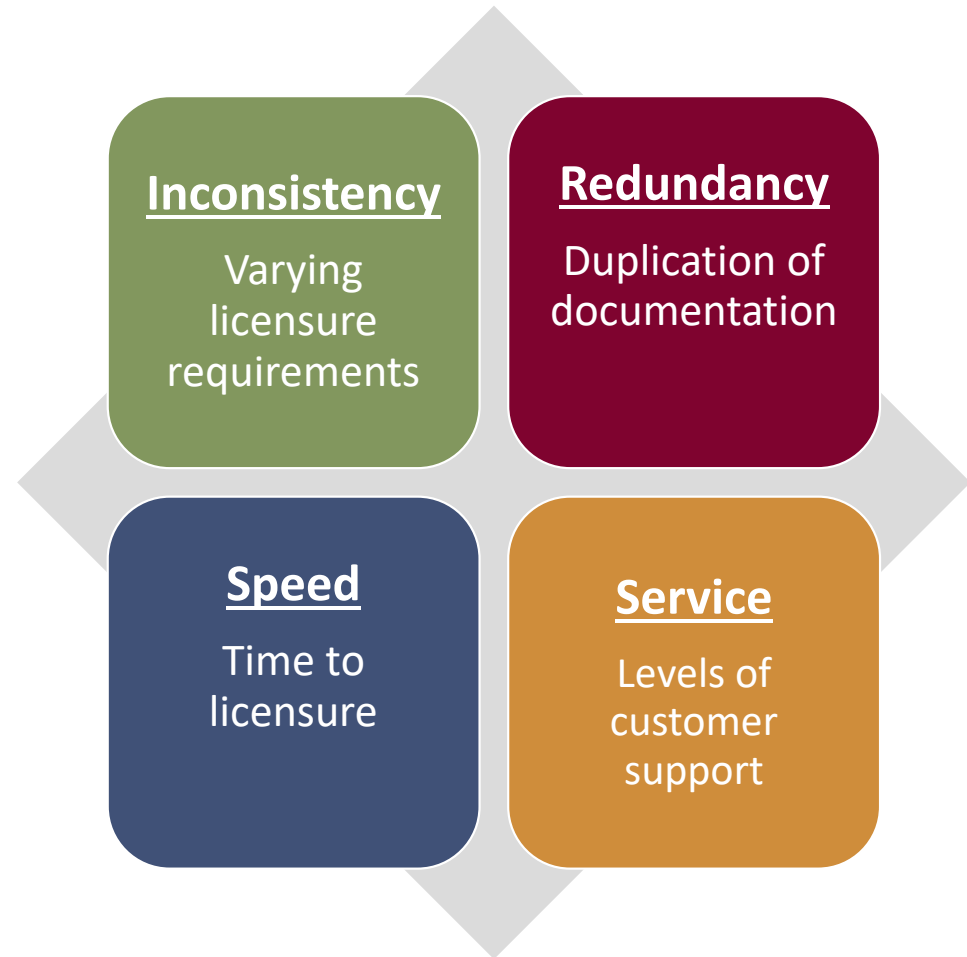 Inconsistency
Varying
licensure
requirements
Redundancy
Duplication of
documentation
Speed
Time to
licensure
Service
Levels of
customer
support